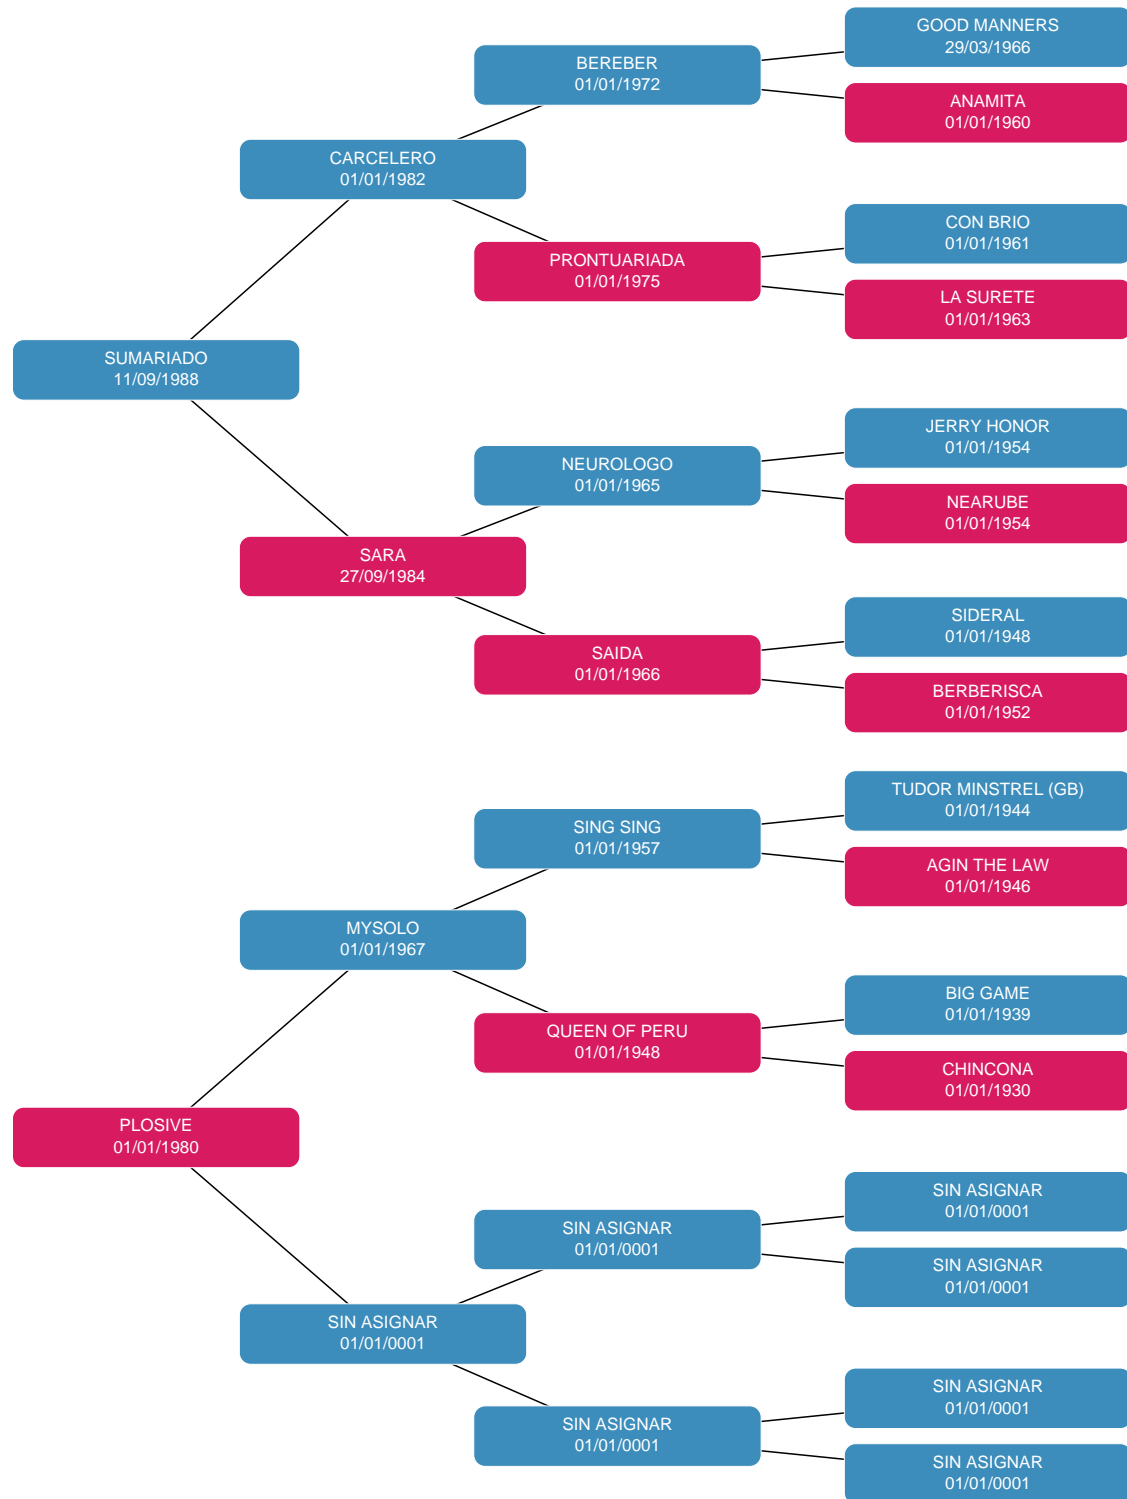 GOOD MANNERS
29/03/1966
BEREBER
01/01/1972
ANAMITA
01/01/1960
CARCELERO
01/01/1982
CON BRIO
01/01/1961
PRONTUARIADA
01/01/1975
LA SURETE
01/01/1963
SUMARIADO
11/09/1988
JERRY HONOR
01/01/1954
NEUROLOGO
01/01/1965
NEARUBE
01/01/1954
SARA
27/09/1984
SIDERAL
01/01/1948
SAIDA
01/01/1966
BERBERISCA
01/01/1952
TUDOR MINSTREL (GB)
01/01/1944
SING SING
01/01/1957
AGIN THE LAW
01/01/1946
MYSOLO
01/01/1967
BIG GAME
01/01/1939
QUEEN OF PERU
01/01/1948
CHINCONA
01/01/1930
PLOSIVE
01/01/1980
SIN ASIGNAR
01/01/0001
SIN ASIGNAR
01/01/0001
SIN ASIGNAR
01/01/0001
SIN ASIGNAR
01/01/0001
SIN ASIGNAR
01/01/0001
SIN ASIGNAR
01/01/0001
SIN ASIGNAR
01/01/0001